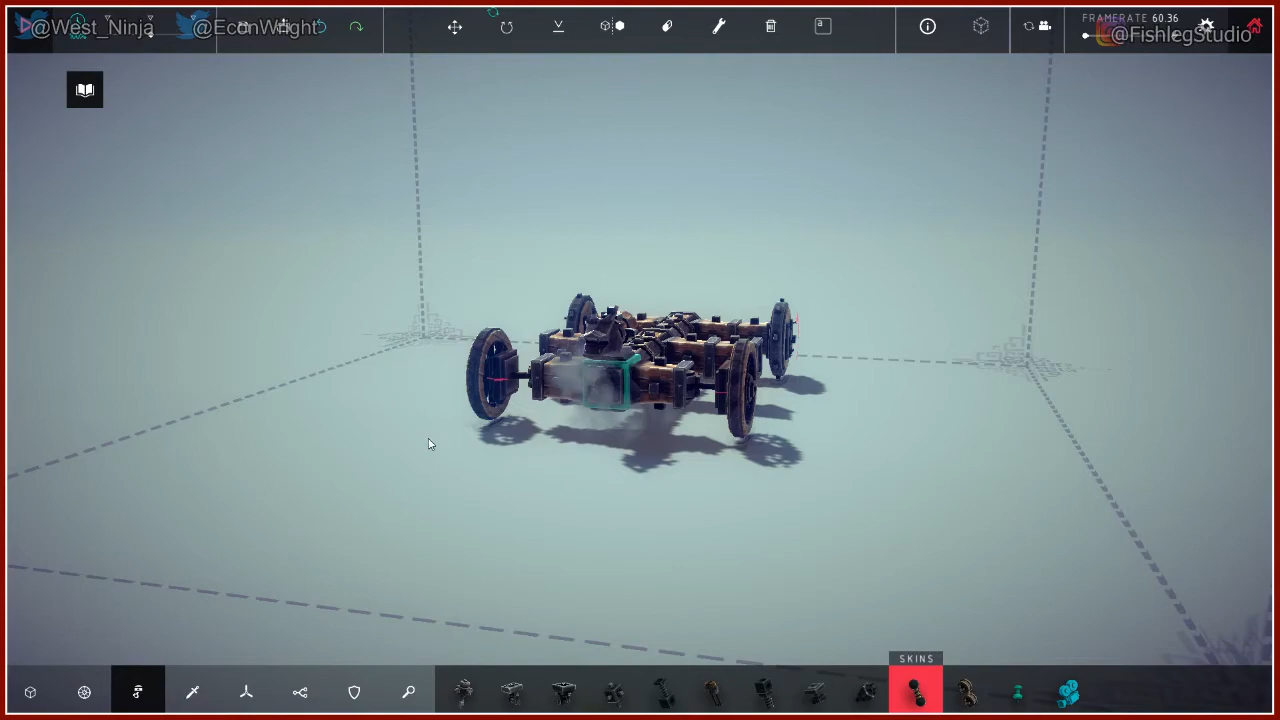 @West_Ninja @EconWright
FRAMERATE 60.36
@FishlegStudio
a
SKINS